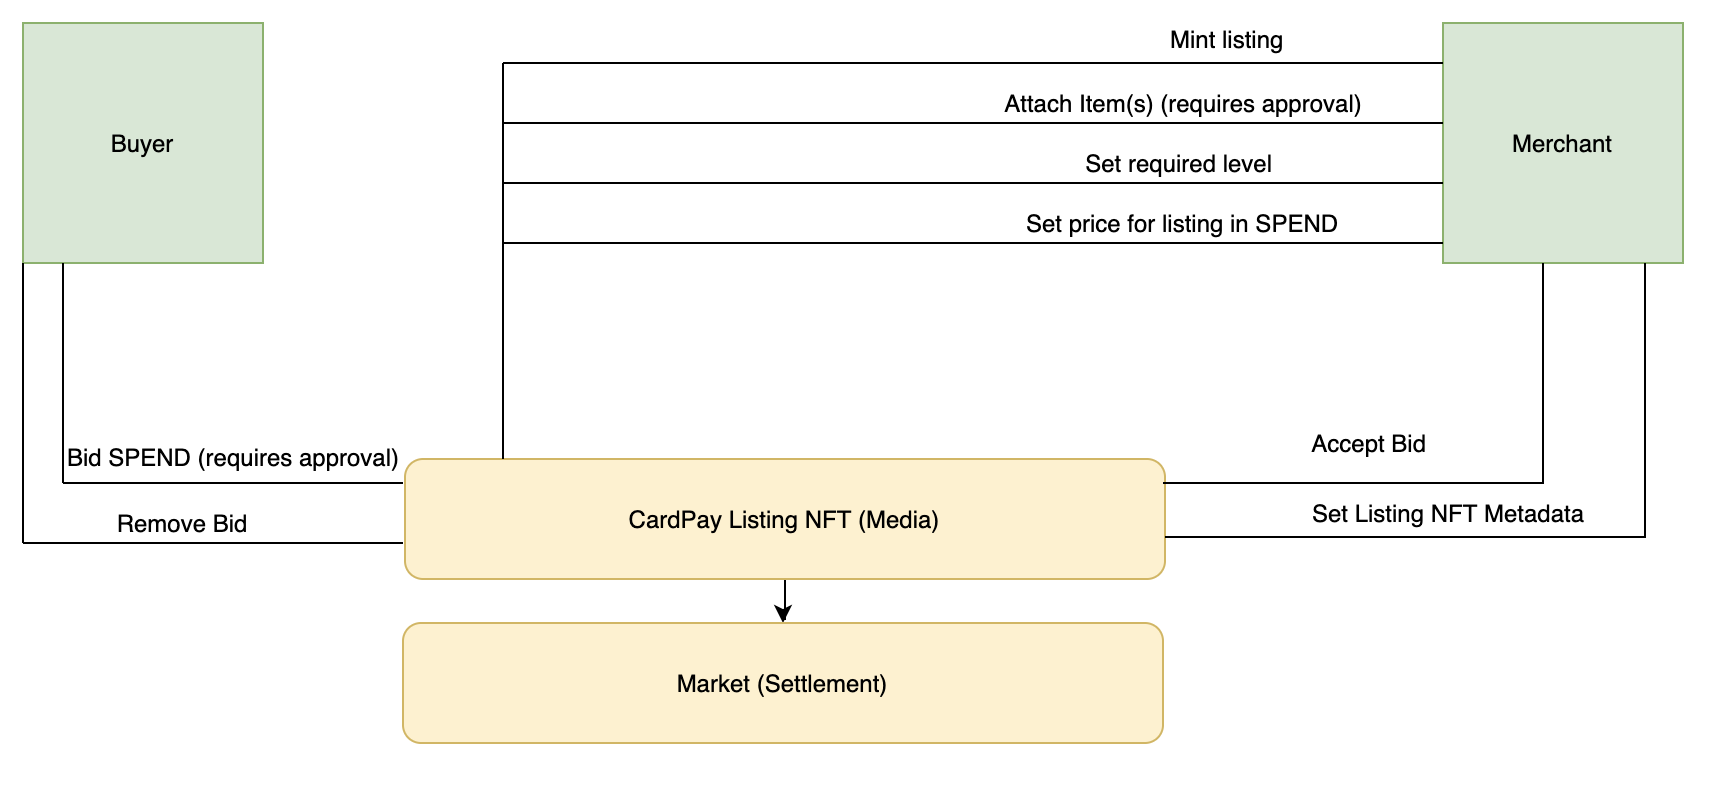 Mint listing
Attach Item(s) (requires approval)
Buyer
Merchant
Set required level
Set price for listing in SPEND
Accept Bid
Bid SPEND (requires approval)
Set Listing NFT Metadata
Remove Bid
CardPay Listing NFT (Media)
Market (Settlement)